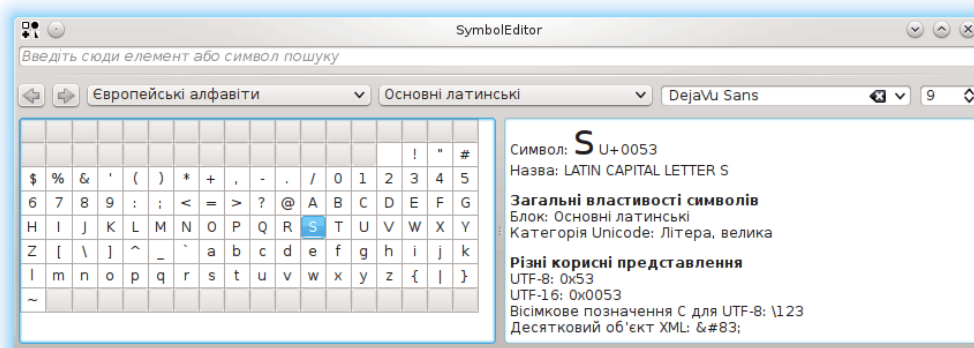 SymbolEditor
Введіть сюди елемент або символ пошуку
Європейські алфавіти
Основні латинські
DejaVu Sans
9
! " #
$ % & ' ( ) * + , - . / 0 1 2 3 4 5
6 7 8 9 : ; < = > ? @ A B C D E F G
H I J K L M N O P Q R S T U V W X Y
Z [ \ ] ^ _ ` a b c d e f g h i j k
l m n o p q r s t u v w x y z { | }
~
Символ: S U+0053
Назва: LATIN CAPITAL LETTER S
Загальні властивості символів
Блок: Основні латинські
Категорія Unicode: Літера, велика
Різні корисні представлення
UTF-8: 0x53
UTF-16: 0x0053
Вісімкове позначення C для UTF-8: \123
Десятковий об'єкт XML: &#83;